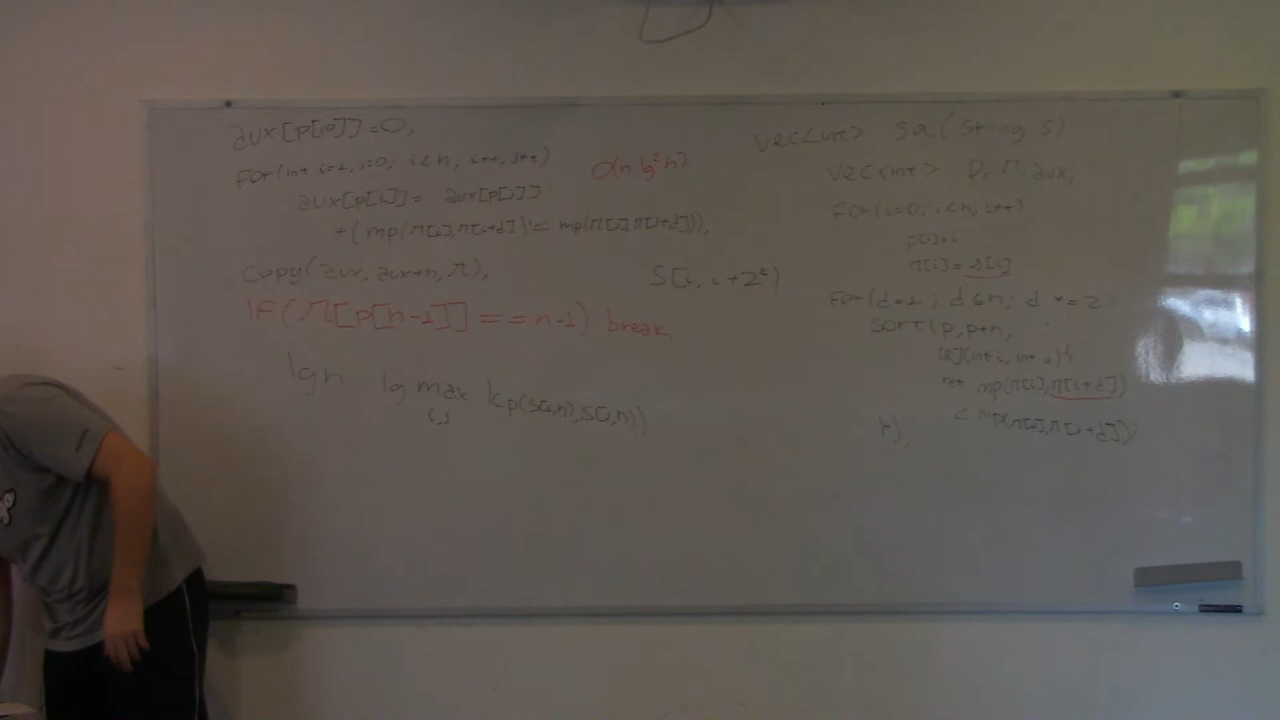 aux[p[0]]=0,
For(int i=1, j=0; i<n, i++, j++)
aux[p[i]]= aux[p[j]]
+(mp(r[i],r[i+d])!= mp(r[j],r[j+d])),
O(n lg² n)
copy(aux, aux+n, r),
IF(r[p[n-1]]==n-1) break,
S[i, i+2ᵏ)
lg n lg max lcp(S[i,n),S[j,n))
i,j
vec<int> sa(string s)
vec<int> p, r, aux,
For(i=0, i<n, i++)
p[i]=i
r[i]=s[i]
For(d=1; d≤n; d*=2)
sort(p,p+n,
[&](int i, int j){
ret mp(r[i],r[i+d])
< mp(r[j],r[j+d]);
});